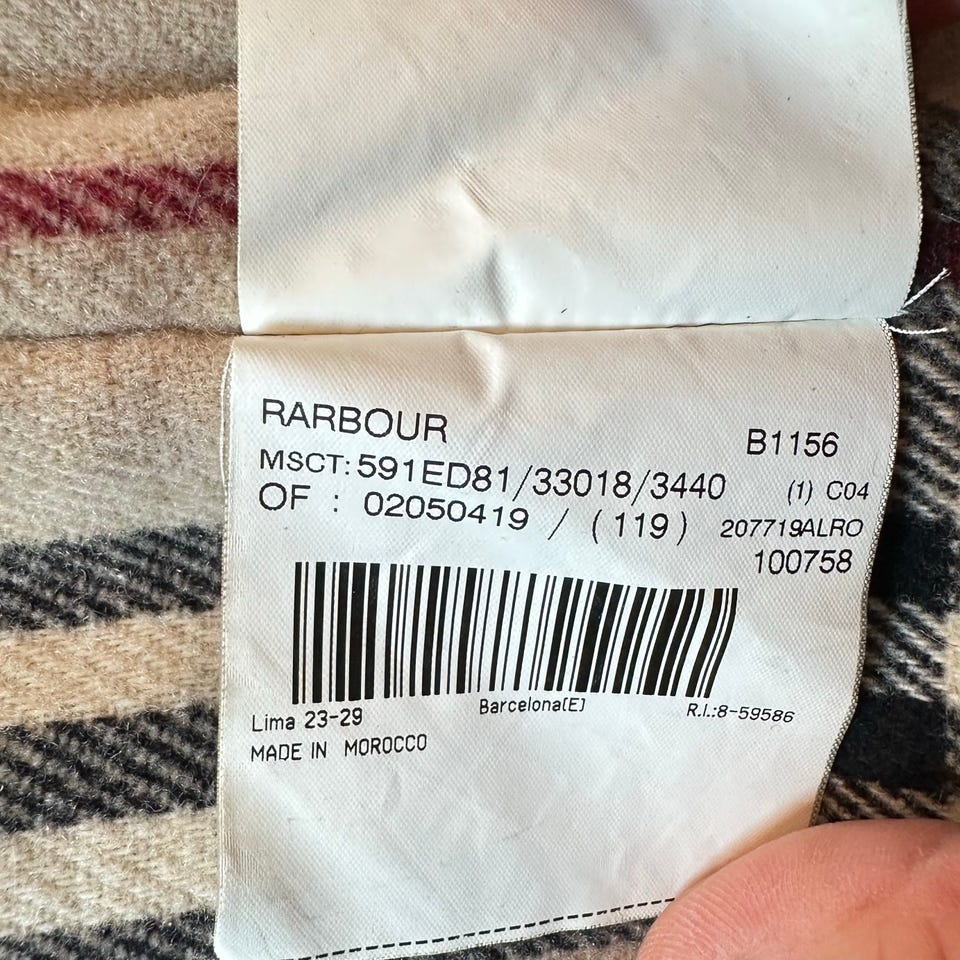 RARBOUR B1156
MSCT: 591ED81/33018/3440 (1) C04
OF : 02050419 / (119) 207719ALRO
100758
Lima 23-29 Barcelona(E) R.I.:8-59586
MADE IN MOROCCO